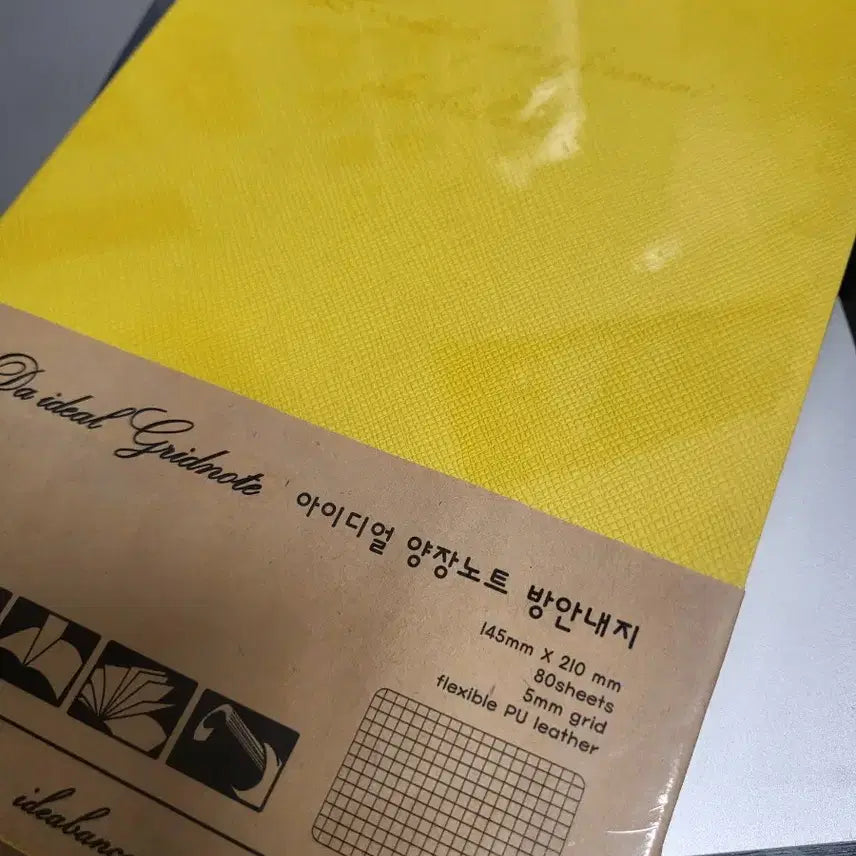 Da ideal Gridnote
아이디얼 양장노트 방안내지
145mm X 210 mm
80sheets
5mm grid
flexible PU leather